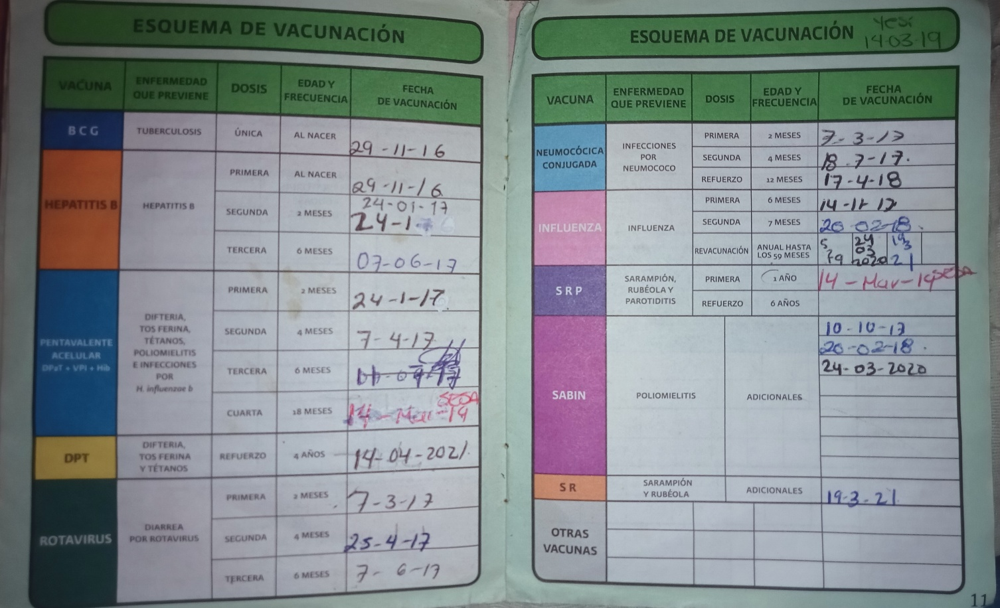 ESQUEMA DE VACUNACIÓN
VACUNA ENFERMEDAD QUE PREVIENE DOSIS EDAD Y FRECUENCIA FECHA DE VACUNACIÓN
BCG TUBERCULOSIS ÚNICA AL NACER 29-11-16
HEPATITIS B HEPATITIS B PRIMERA AL NACER 29-11-16
24-01-17
SEGUNDA 2 MESES 24-1-
TERCERA 6 MESES 07-06-17
PENTAVALENTE ACELULAR DPaT + VPI + Hib
DIFTERIA, TOS FERINA, TÉTANOS, POLIOMIELITIS E INFECCIONES POR H. influenzae b
PRIMERA 2 MESES 24-1-17
SEGUNDA 4 MESES 7-4-17
TERCERA 6 MESES
CUARTA 18 MESES 14-Mar-19 SESA
DPT DIFTERIA, TOS FERINA Y TÉTANOS REFUERZO 4 AÑOS 14-04-2021
ROTAVIRUS DIARREA POR ROTAVIRUS PRIMERA 2 MESES 7-3-17
SEGUNDA 4 MESES 25-4-17
TERCERA 6 MESES 7-6-17
ESQUEMA DE VACUNACIÓN Yesi
14-03-19
VACUNA ENFERMEDAD QUE PREVIENE DOSIS EDAD Y FRECUENCIA FECHA DE VACUNACIÓN
NEUMOCÓCICA CONJUGADA INFECCIONES POR NEUMOCOCO PRIMERA 2 MESES 7-3-17
SEGUNDA 4 MESES 18-7-17.
REFUERZO 12 MESES 17-4-18
INFLUENZA INFLUENZA PRIMERA 6 MESES 14-11-17
SEGUNDA 7 MESES 20-02-18.
REVACUNACIÓN ANUAL HASTA LOS 59 MESES 24 03 2020
SRP SARAMPIÓN, RUBÉOLA Y PAROTIDITIS PRIMERA 1 AÑO 14-Mar-19 SESA
REFUERZO 6 AÑOS
SABIN POLIOMIELITIS ADICIONALES 10-10-17
20-02-18.
24-03-2020
SR SARAMPIÓN Y RUBÉOLA ADICIONALES 19-3-21
OTRAS VACUNAS
11